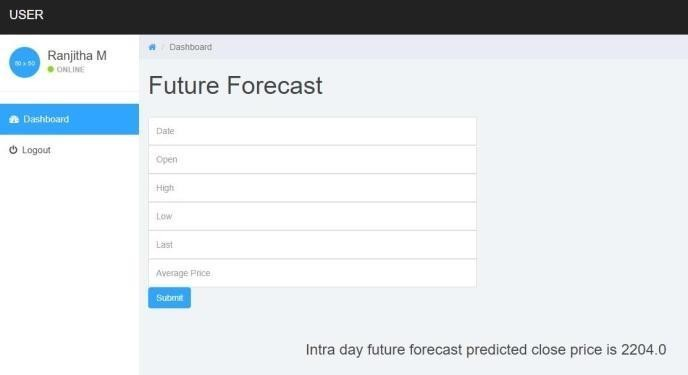 USER
50 x 50
Ranjitha M
ONLINE
Dashboard
Logout
/ Dashboard
Future Forecast
Date
Open
High
Low
Last
Average Price
Submit
Intra day future forecast predicted close price is 2204.0